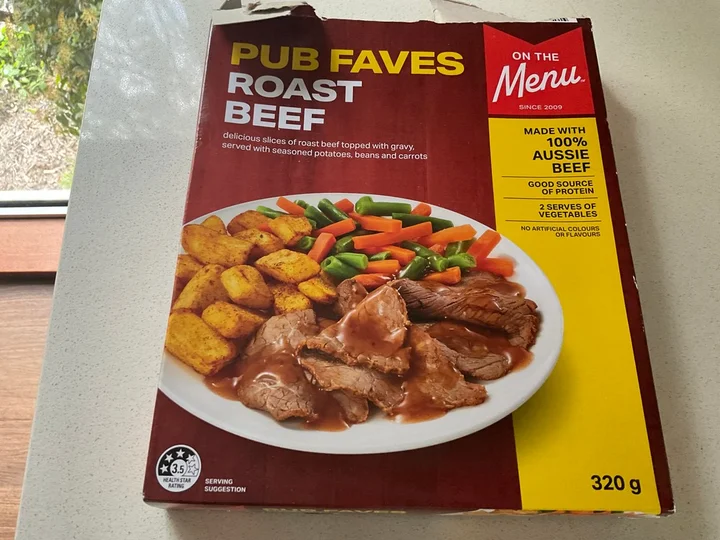 PUB FAVES
ROAST
BEEF
delicious slices of roast beef topped with gravy,
served with seasoned potatoes, beans and carrots
ON THE
Menu
SINCE 2009
MADE WITH
100%
AUSSIE
BEEF
GOOD SOURCE
OF PROTEIN
2 SERVES OF
VEGETABLES
NO ARTIFICIAL COLOURS
OR FLAVOURS
3.5
HEALTH STAR
RATING
SERVING
SUGGESTION
320 g